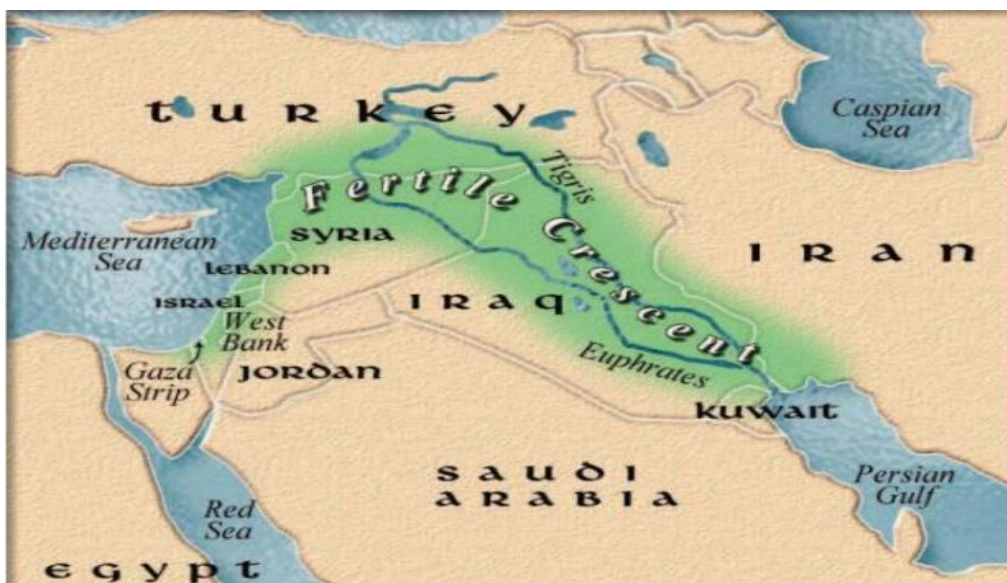 TURKEY
Caspian
Sea
Tigris
Fertile Crescent
Mediterranean
Sea
SYRIA
IRAN
LEBANON
ISRAEL
IRAQ
West
Bank
Gaza
Strip
JORDAN
Euphrates
KUWAIT
SAUDI
ARABIA
Persian
Gulf
Red
Sea
EGYPT